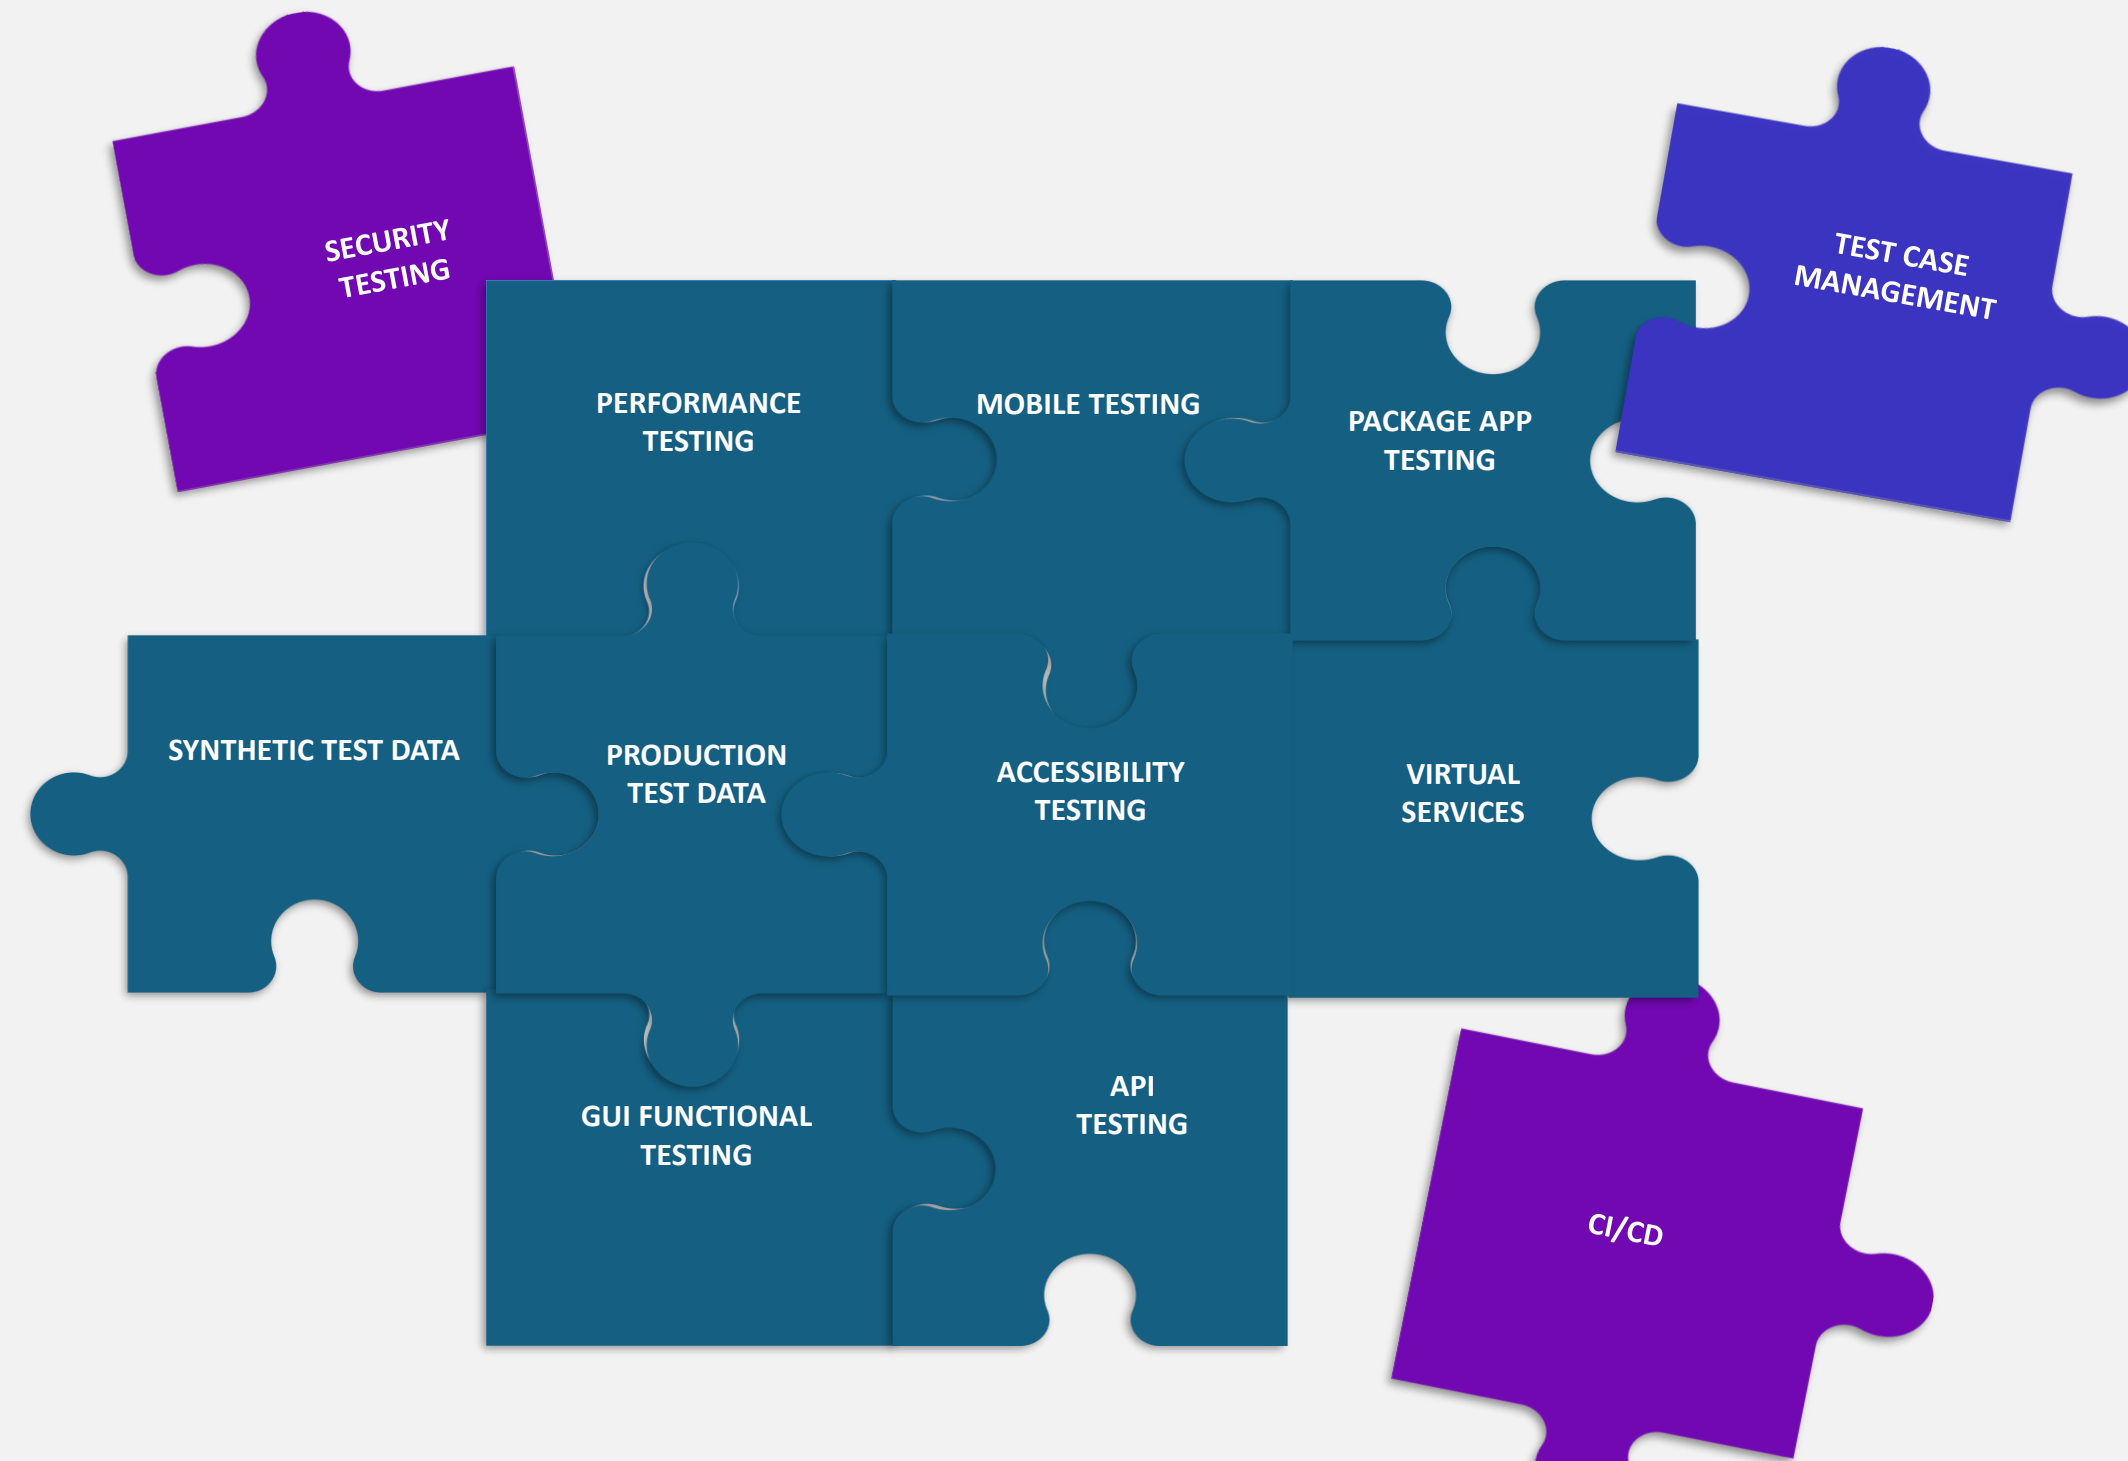 SECURITY
TESTING
TEST CASE
MANAGEMENT
PERFORMANCE
TESTING
MOBILE TESTING
PACKAGE APP
TESTING
SYNTHETIC TEST DATA
PRODUCTION
TEST DATA
ACCESSIBILITY
TESTING
VIRTUAL
SERVICES
GUI FUNCTIONAL
TESTING
API
TESTING
CI/CD